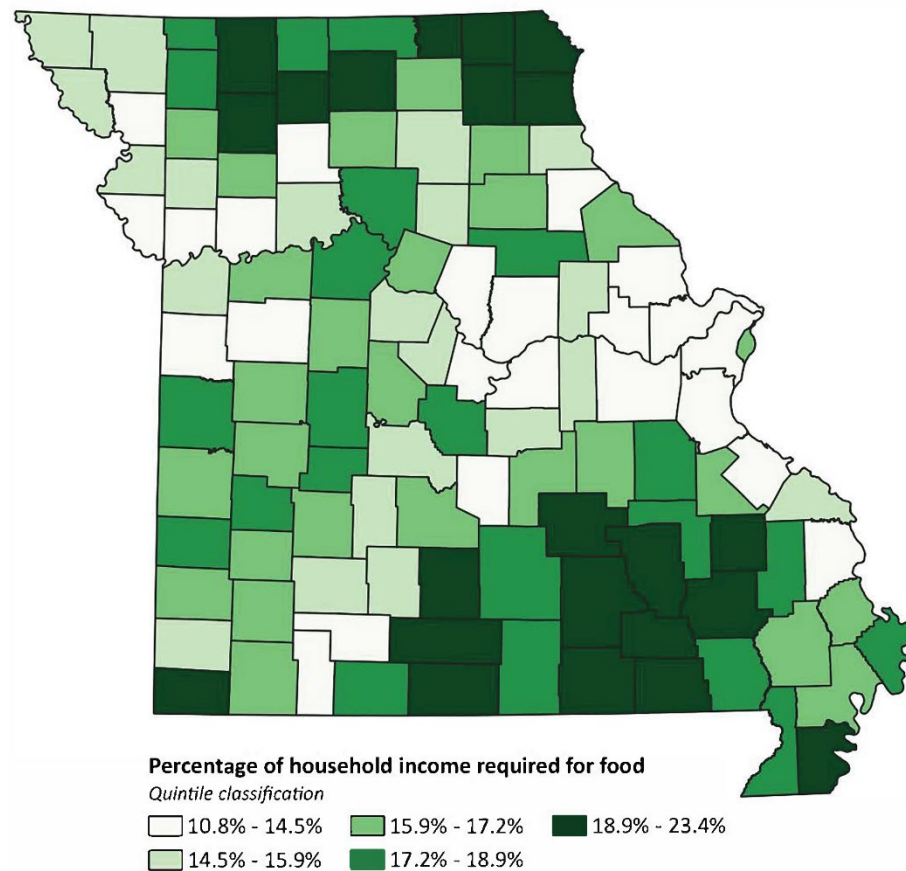 Percentage of household income required for food
Quintile classification
10.8% - 14.5%
15.9% - 17.2%
18.9% - 23.4%
14.5% - 15.9%
17.2% - 18.9%